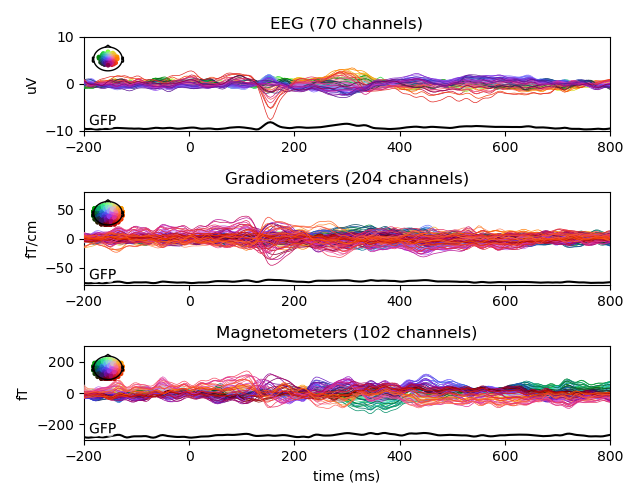 EEG (70 channels)
10
0
−10
uV
GFP
−200 0 200 400 600 800
Gradiometers (204 channels)
50
0
−50
fT/cm
GFP
−200 0 200 400 600 800
Magnetometers (102 channels)
200
0
−200
fT
GFP
−200 0 200 400 600 800
time (ms)